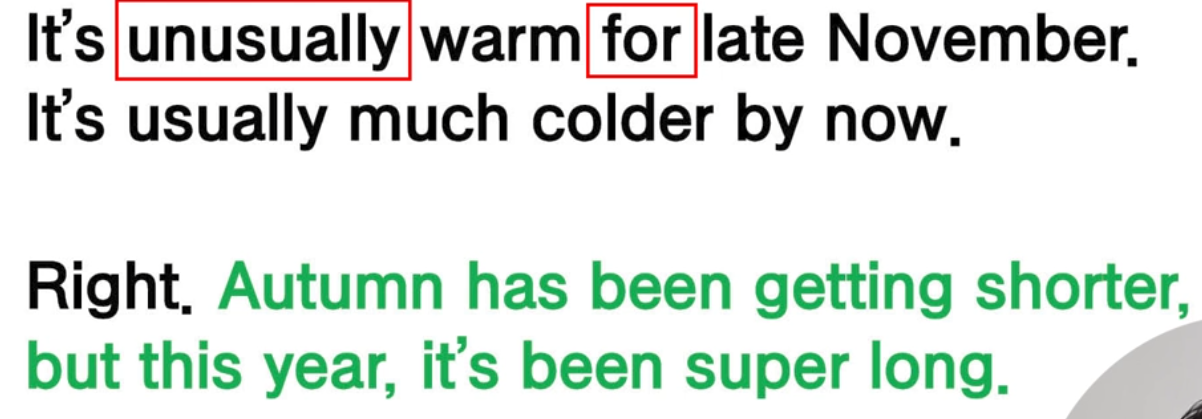 It's unusually warm for late November.
It's usually much colder by now.
Right. Autumn has been getting shorter,
but this year, it's been super long.